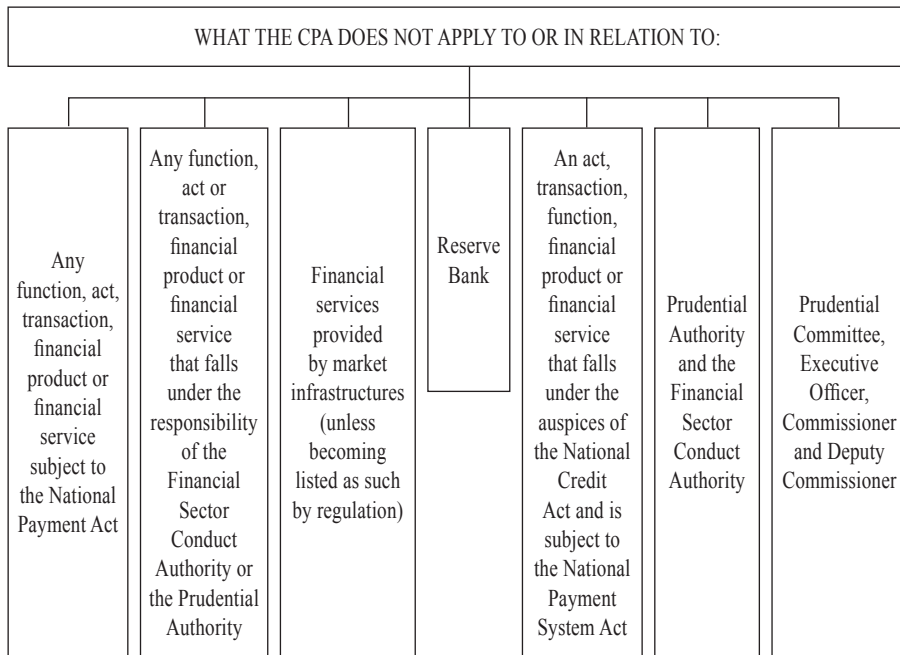 WHAT THE CPA DOES NOT APPLY TO OR IN RELATION TO:
Any
function, act,
transaction,
financial
product or
financial
service
subject to
the National
Payment Act
Any function,
act or
transaction,
financial
product or
financial
service
that falls
under the
responsibility
of the
Financial
Sector
Conduct
Authority or
the Prudential
Authority
Financial
services
provided
by market
infrastructures
(unless
becoming
listed as such
by regulation)
Reserve
Bank
An act,
transaction,
function,
financial
product or
financial
service
that falls
under the
auspices of
the National
Credit
Act and is
subject to
the National
Payment
System Act
Prudential
Authority
and the
Financial
Sector
Conduct
Authority
Prudential
Committee,
Executive
Officer,
Commissioner
and Deputy
Commissioner